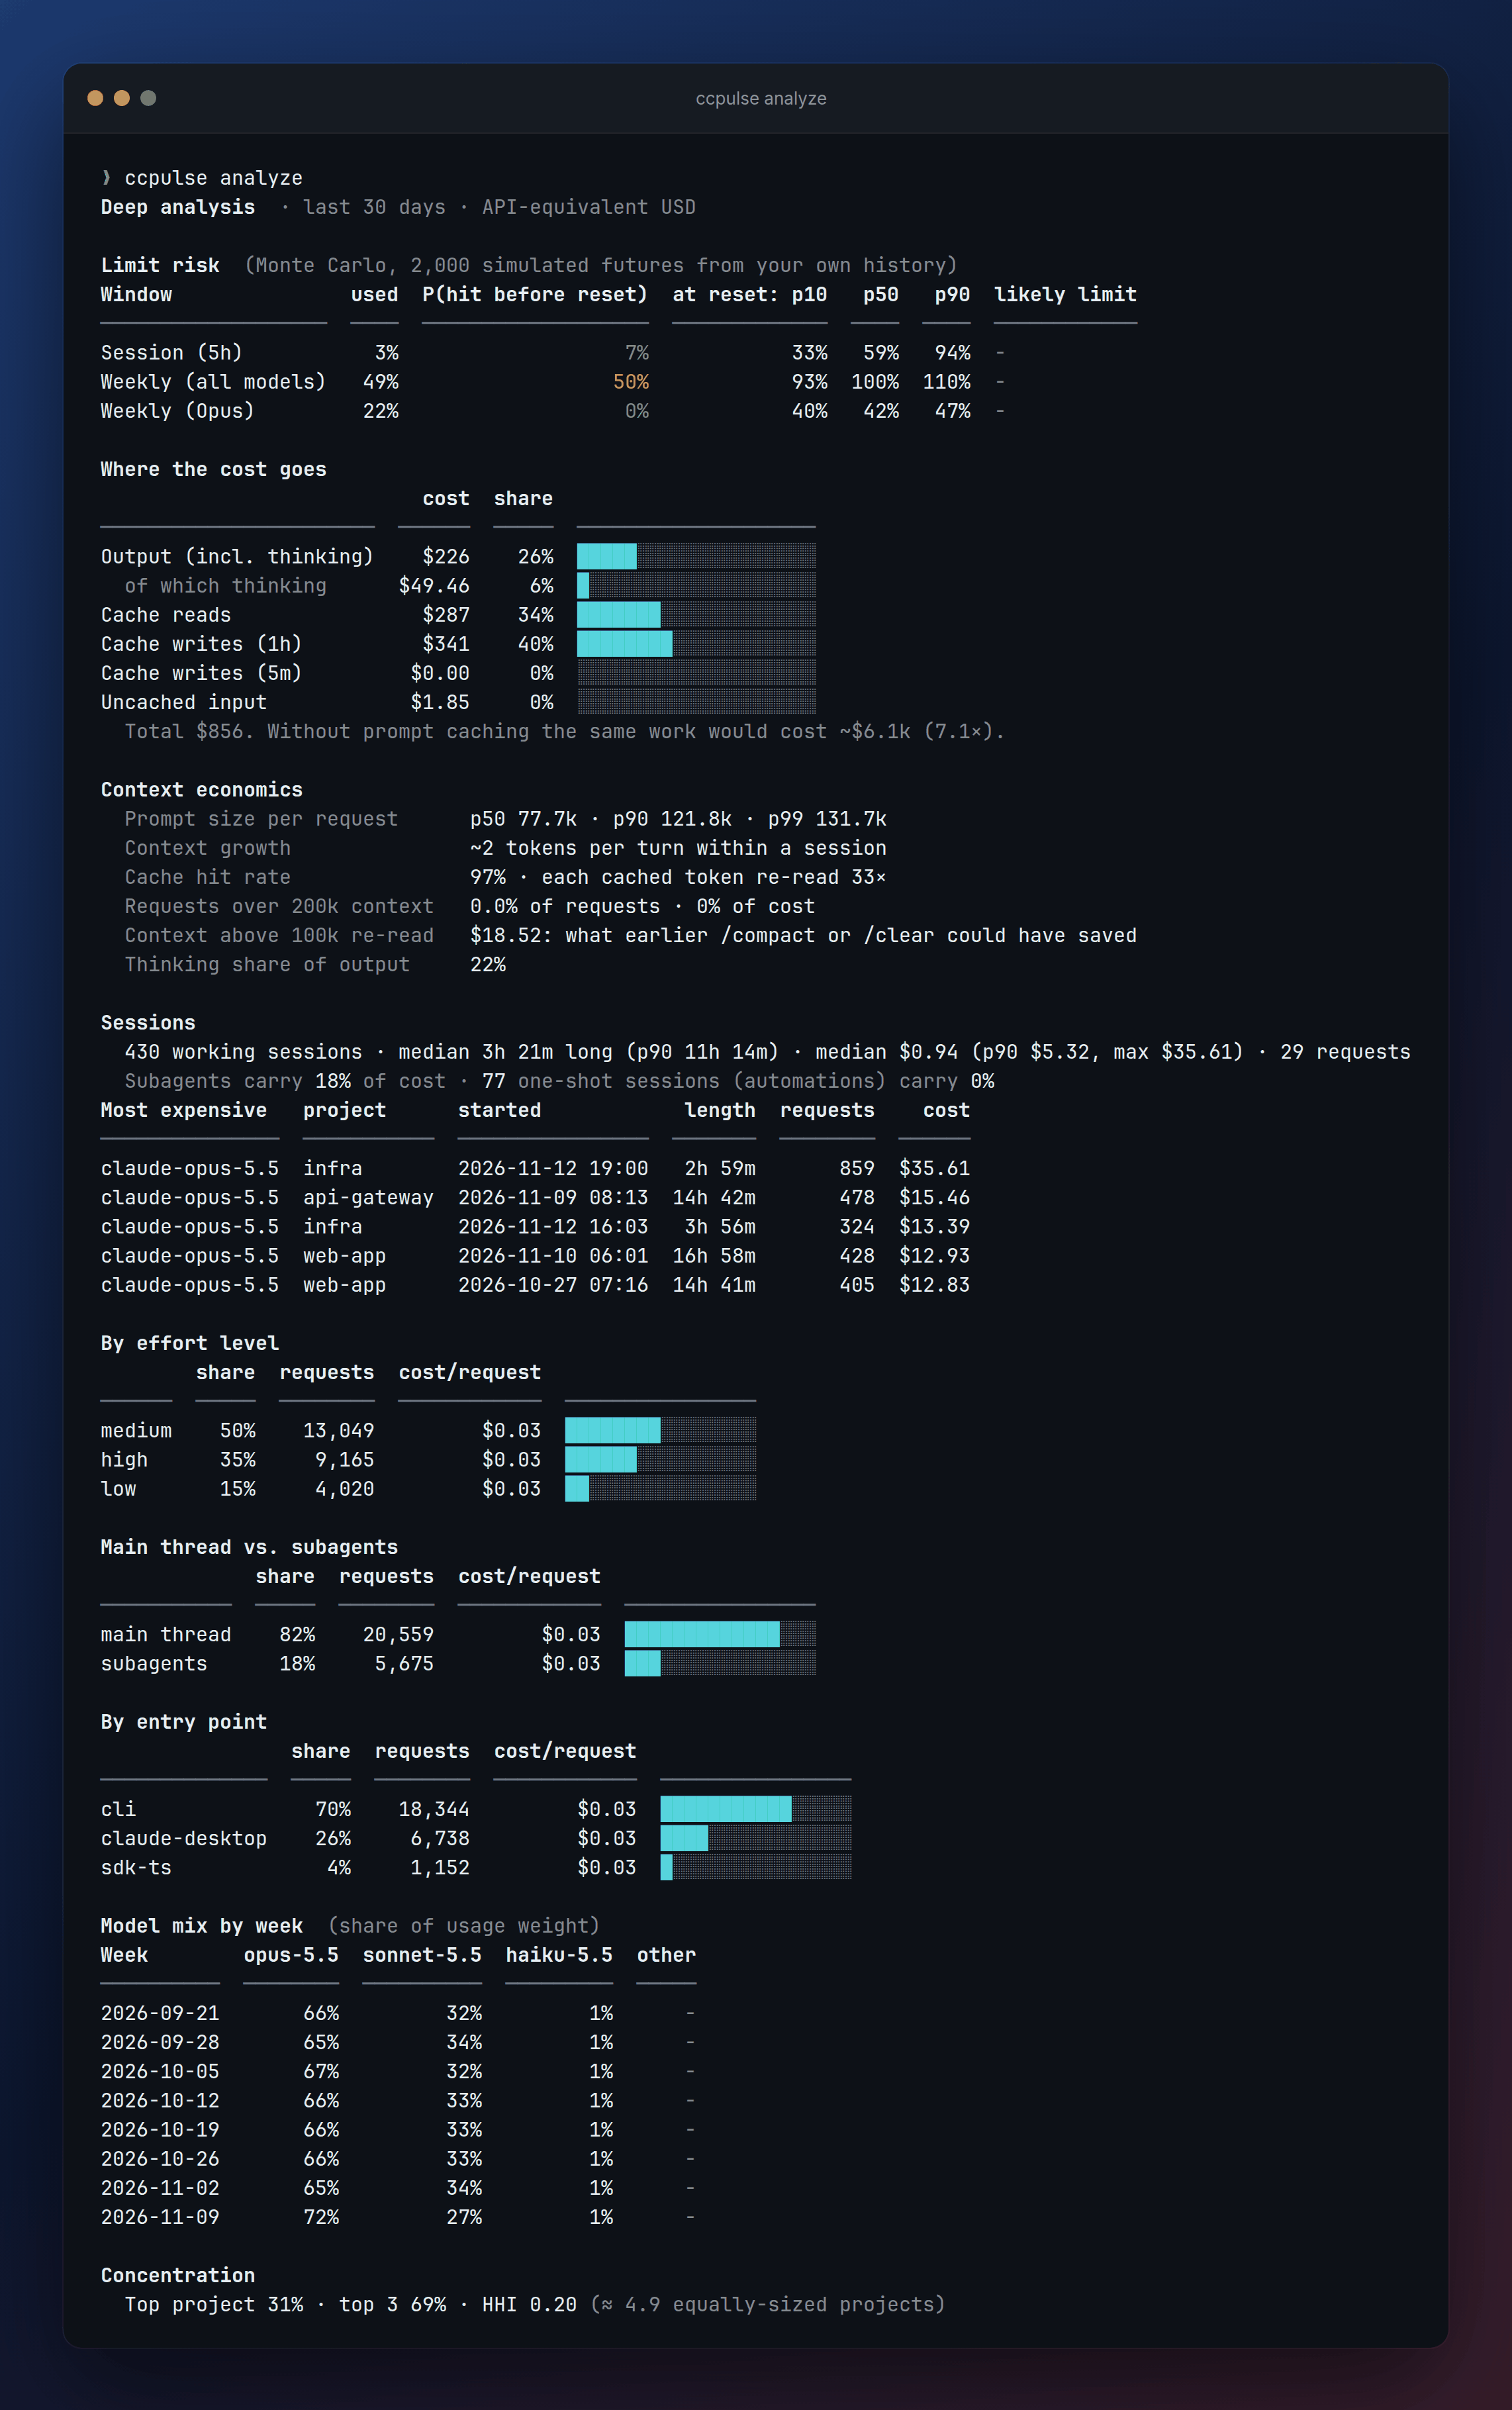 ccpulse analyze
❯ ccpulse analyze
Deep analysis · last 30 days · API-equivalent USD
Limit risk (Monte Carlo, 2,000 simulated futures from your own history)
Window used P(hit before reset) at reset: p10 p50 p90 likely limit
Session (5h) 3% 7% 33% 59% 94% -
Weekly (all models) 49% 50% 93% 100% 110% -
Weekly (Opus) 22% 0% 40% 42% 47% -
Where the cost goes
cost share
Output (incl. thinking) $226 26%
of which thinking $49.46 6%
Cache reads $287 34%
Cache writes (1h) $341 40%
Cache writes (5m) $0.00 0%
Uncached input $1.85 0%
Total $856. Without prompt caching the same work would cost ~$6.1k (7.1×).
Context economics
Prompt size per request p50 77.7k · p90 121.8k · p99 131.7k
Context growth ~2 tokens per turn within a session
Cache hit rate 97% · each cached token re-read 33×
Requests over 200k context 0.0% of requests · 0% of cost
Context above 100k re-read $18.52: what earlier /compact or /clear could have saved
Thinking share of output 22%
Sessions
430 working sessions · median 3h 21m long (p90 11h 14m) · median $0.94 (p90 $5.32, max $35.61) · 29 requests
Subagents carry 18% of cost · 77 one-shot sessions (automations) carry 0%
Most expensive project started length requests cost
claude-opus-5.5 infra 2026-11-12 19:00 2h 59m 859 $35.61
claude-opus-5.5 api-gateway 2026-11-09 08:13 14h 42m 478 $15.46
claude-opus-5.5 infra 2026-11-12 16:03 3h 56m 324 $13.39
claude-opus-5.5 web-app 2026-11-10 06:01 16h 58m 428 $12.93
claude-opus-5.5 web-app 2026-10-27 07:16 14h 41m 405 $12.83
By effort level
share requests cost/request
medium 50% 13,049 $0.03
high 35% 9,165 $0.03
low 15% 4,020 $0.03
Main thread vs. subagents
share requests cost/request
main thread 82% 20,559 $0.03
subagents 18% 5,675 $0.03
By entry point
share requests cost/request
cli 70% 18,344 $0.03
claude-desktop 26% 6,738 $0.03
sdk-ts 4% 1,152 $0.03
Model mix by week (share of usage weight)
Week opus-5.5 sonnet-5.5 haiku-5.5 other
2026-09-21 66% 32% 1% -
2026-09-28 65% 34% 1% -
2026-10-05 67% 32% 1% -
2026-10-12 66% 33% 1% -
2026-10-19 66% 33% 1% -
2026-10-26 66% 33% 1% -
2026-11-02 65% 34% 1% -
2026-11-09 72% 27% 1% -
Concentration
Top project 31% · top 3 69% · HHI 0.20 (≈ 4.9 equally-sized projects)